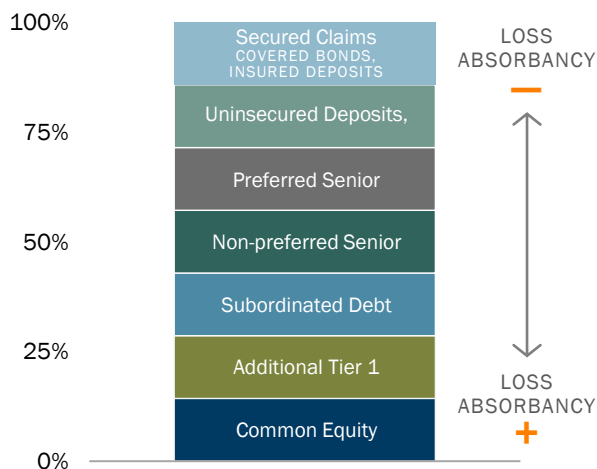 100%
Secured Claims
COVERED BONDS,
INSURED DEPOSITS
LOSS
ABSORBANCY
−
Uninsecured Deposits,
75%
Preferred Senior
50%
Non-preferred Senior
Subordinated Debt
25%
Additional Tier 1
LOSS
ABSORBANCY
+
Common Equity
0%